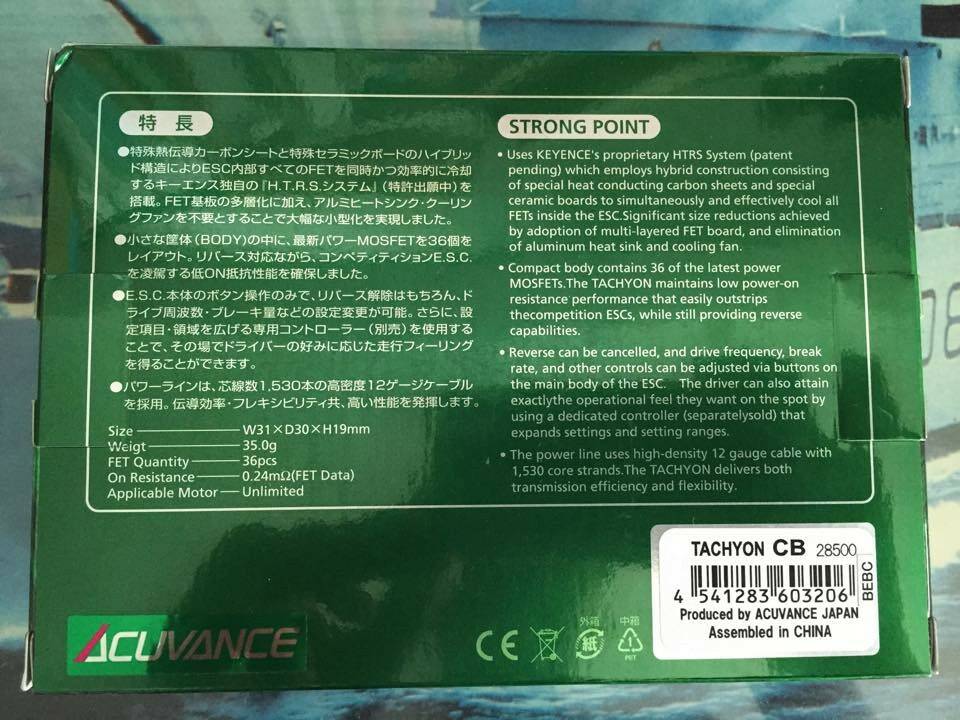 特 長
●特殊熱伝導カーボンシートと特殊セラミックボードのハイブリッ
ド構造によりESC内部すべてのFETを同時かつ効率的に冷却
するキーエンス独自の『H.T.R.S.システム』(特許出願中)を
搭載。FET基板の多層化に加え、アルミヒートシンク・クーリン
グファンを不要とすることで大幅な小型化を実現しました。
●小さな筐体(BODY)の中に、最新パワーMOSFETを36個を
レイアウト。リバース対応ながら、コンペティティションE.S.C.
を凌駕する低ON抵抗性能を確保しました。
●E.S.C.本体のボタン操作のみで、リバース解除はもちろん、ド
ライブ周波数・ブレーキ量などの設定変更が可能。さらに、設
定項目・領域を広げる専用コントローラー(別売)を使用する
ことで、その場でドライバーの好みに応じた走行フィーリング
を得ることができます。
●パワーラインは、芯線数1,530本の高密度12ゲージケーブル
を採用。伝導効率・フレキシビリティ共、高い性能を発揮します。
Size W31×D30×H19mm
Weigt 35.0g
FET Quantity 36pcs
On Resistance 0.24mΩ(FET Data)
Applicable Motor Unlimited
STRONG POINT
• Uses KEYENCE's proprietary HTRS System (patent
pending) which employs hybrid construction consisting
of special heat conducting carbon sheets and special
ceramic boards to simultaneously and effectively cool all
FETs inside the ESC.Significant size reductions achieved
by adoption of multi-layered FET board, and elimination
of aluminum heat sink and cooling fan.
• Compact body contains 36 of the latest power
MOSFETs.The TACHYON maintains low power-on
resistance performance that easily outstrips
thecompetition ESCs, while still providing reverse
capabilities.
• Reverse can be cancelled, and drive frequency, break
rate, and other controls can be adjusted via buttons on
the main body of the ESC. The driver can also attain
exactlythe operational feel they want on the spot by
using a dedicated controller (separatelysold) that
expands settings and setting ranges.
• The power line uses high-density 12 gauge cable with
1,530 core strands.The TACHYON delivers both
transmission efficiency and flexibility.
TACHYON CB 28500
BEBC
4 541283 603206
Produced by ACUVANCE JAPAN
Assembled in CHINA
ACUVANCE
CE
外箱
紙
中箱
1
PET
08